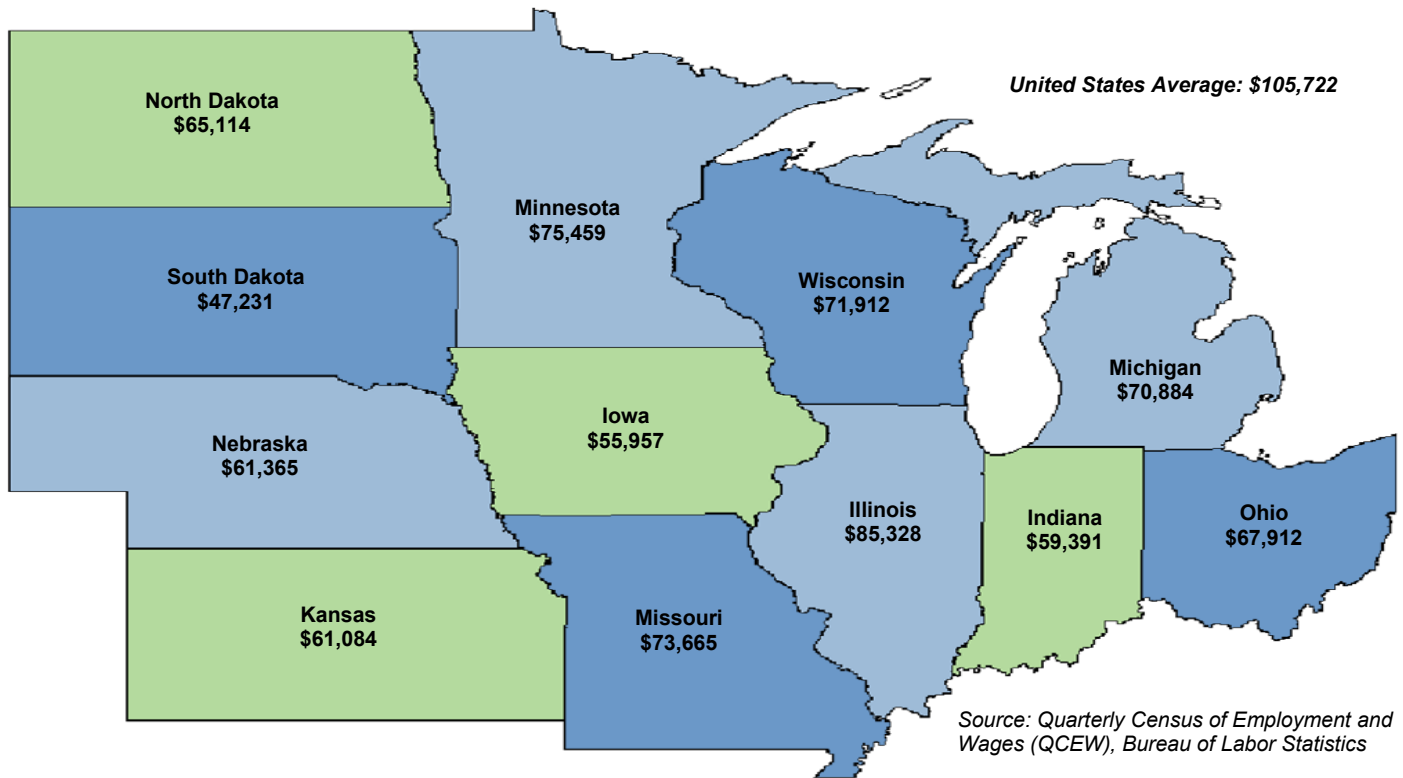 United States Average: $105,722
North Dakota
$65,114
Minnesota
$75,459
South Dakota
$47,231
Wisconsin
$71,912
Michigan
$70,884
Nebraska
$61,365
Iowa
$55,957
Illinois
$85,328
Indiana
$59,391
Ohio
$67,912
Kansas
$61,084
Missouri
$73,665
Source: Quarterly Census of Employment and
Wages (QCEW), Bureau of Labor Statistics